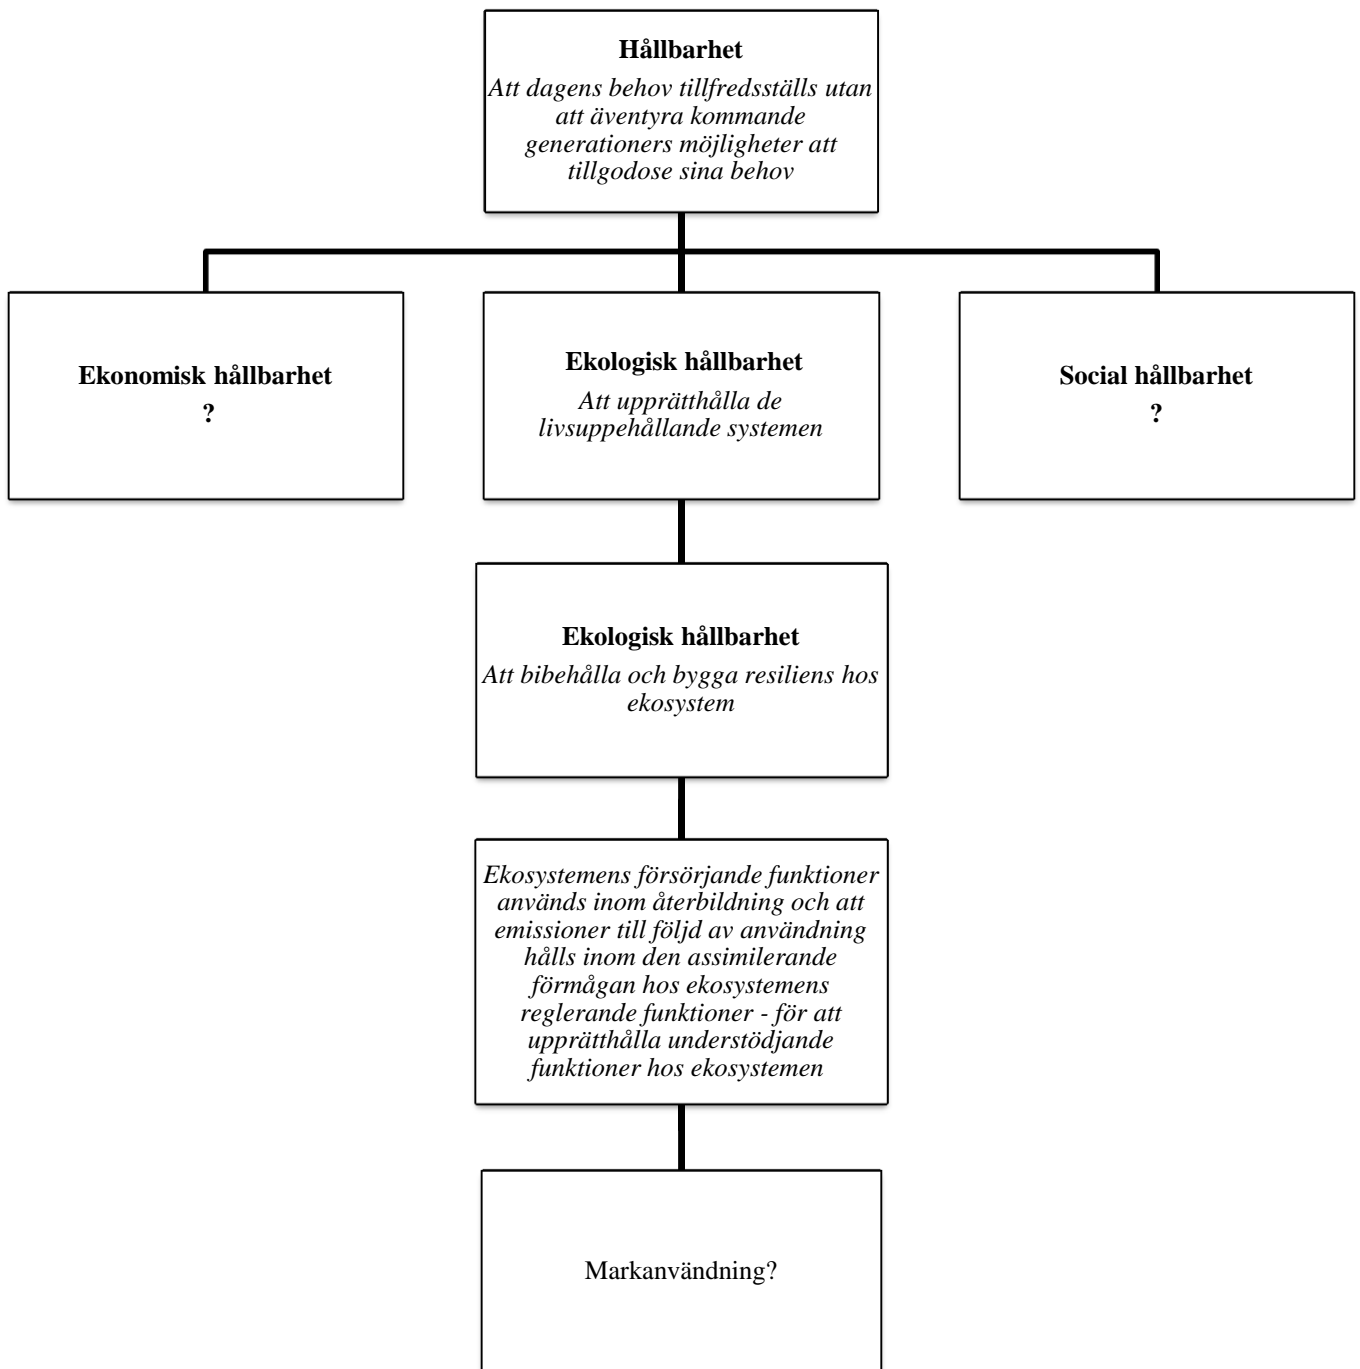 Hållbarhet
Att dagens behov tillfredsställs utan
att äventyra kommande
generationers möjligheter att
tillgodose sina behov
Ekonomisk hållbarhet
?
Ekologisk hållbarhet
Att upprätthålla de
livsuppehållande systemen
Social hållbarhet
?
Ekologisk hållbarhet
Att bibehålla och bygga resiliens hos
ekosystem
Ekosystemens försörjande funktioner
används inom återbildning och att
emissioner till följd av användning
hålls inom den assimilerande
förmågan hos ekosystemens
reglerande funktioner - för att
upprätthålla understödjande
funktioner hos ekosystemen
Markanvändning?